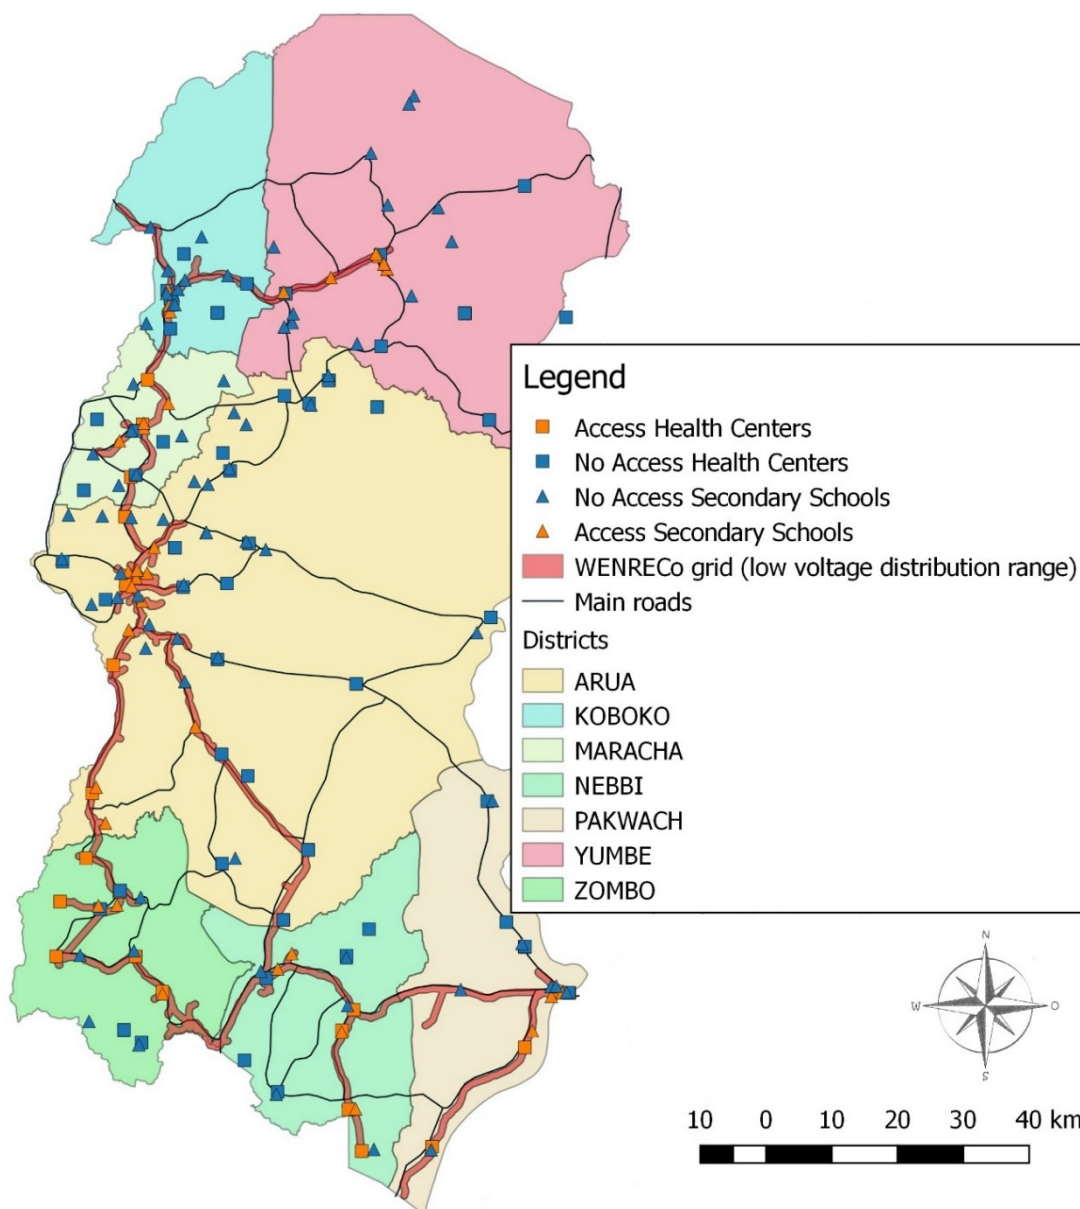 Legend
Access Health Centers
No Access Health Centers
No Access Secondary Schools
Access Secondary Schools
WENRECo grid (low voltage distribution range)
Main roads
Districts
ARUA
KOBOKO
MARACHA
NEBBI
PAKWACH
YUMBE
ZOMBO
N
W O
S
10 0 10 20 30 40 km